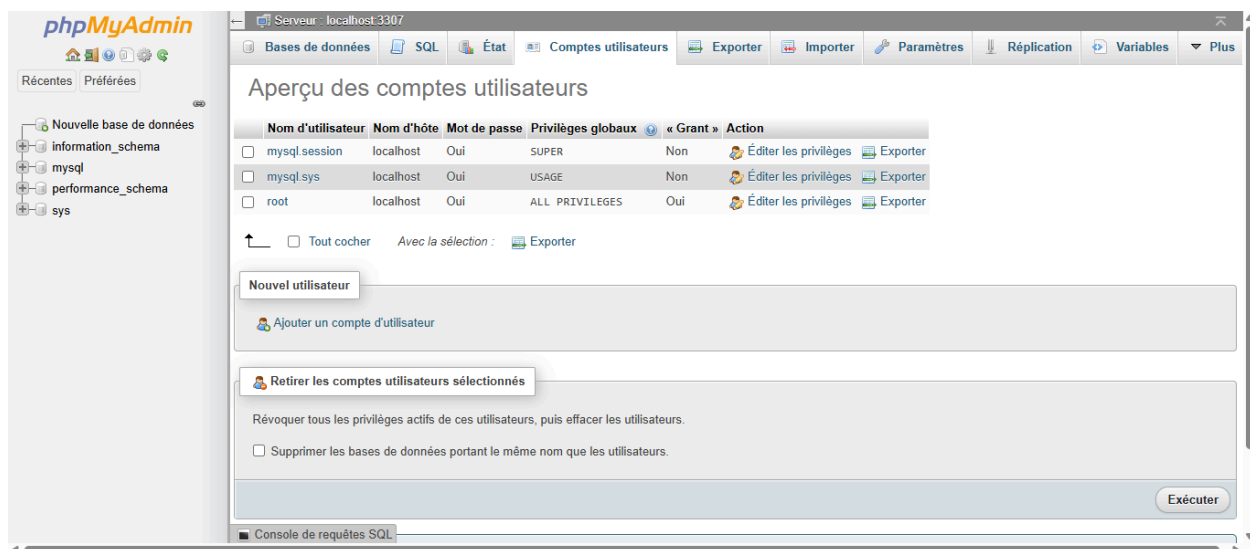 phpMyAdmin
Récentes Préférées
Nouvelle base de données
information_schema
mysql
performance_schema
sys
Serveur : localhost:3307
Bases de données SQL État Comptes utilisateurs Exporter Importer Paramètres Réplication Variables Plus
Aperçu des comptes utilisateurs
Nom d'utilisateur Nom d'hôte Mot de passe Privilèges globaux « Grant » Action
mysql.session localhost Oui SUPER Non Éditer les privilèges Exporter
mysql.sys localhost Oui USAGE Non Éditer les privilèges Exporter
root localhost Oui ALL PRIVILEGES Oui Éditer les privilèges Exporter
Tout cocher Avec la sélection : Exporter
Nouvel utilisateur
Ajouter un compte d'utilisateur
Retirer les comptes utilisateurs sélectionnés
Révoquer tous les privilèges actifs de ces utilisateurs, puis effacer les utilisateurs.
Supprimer les bases de données portant le même nom que les utilisateurs.
Exécuter
Console de requêtes SQL